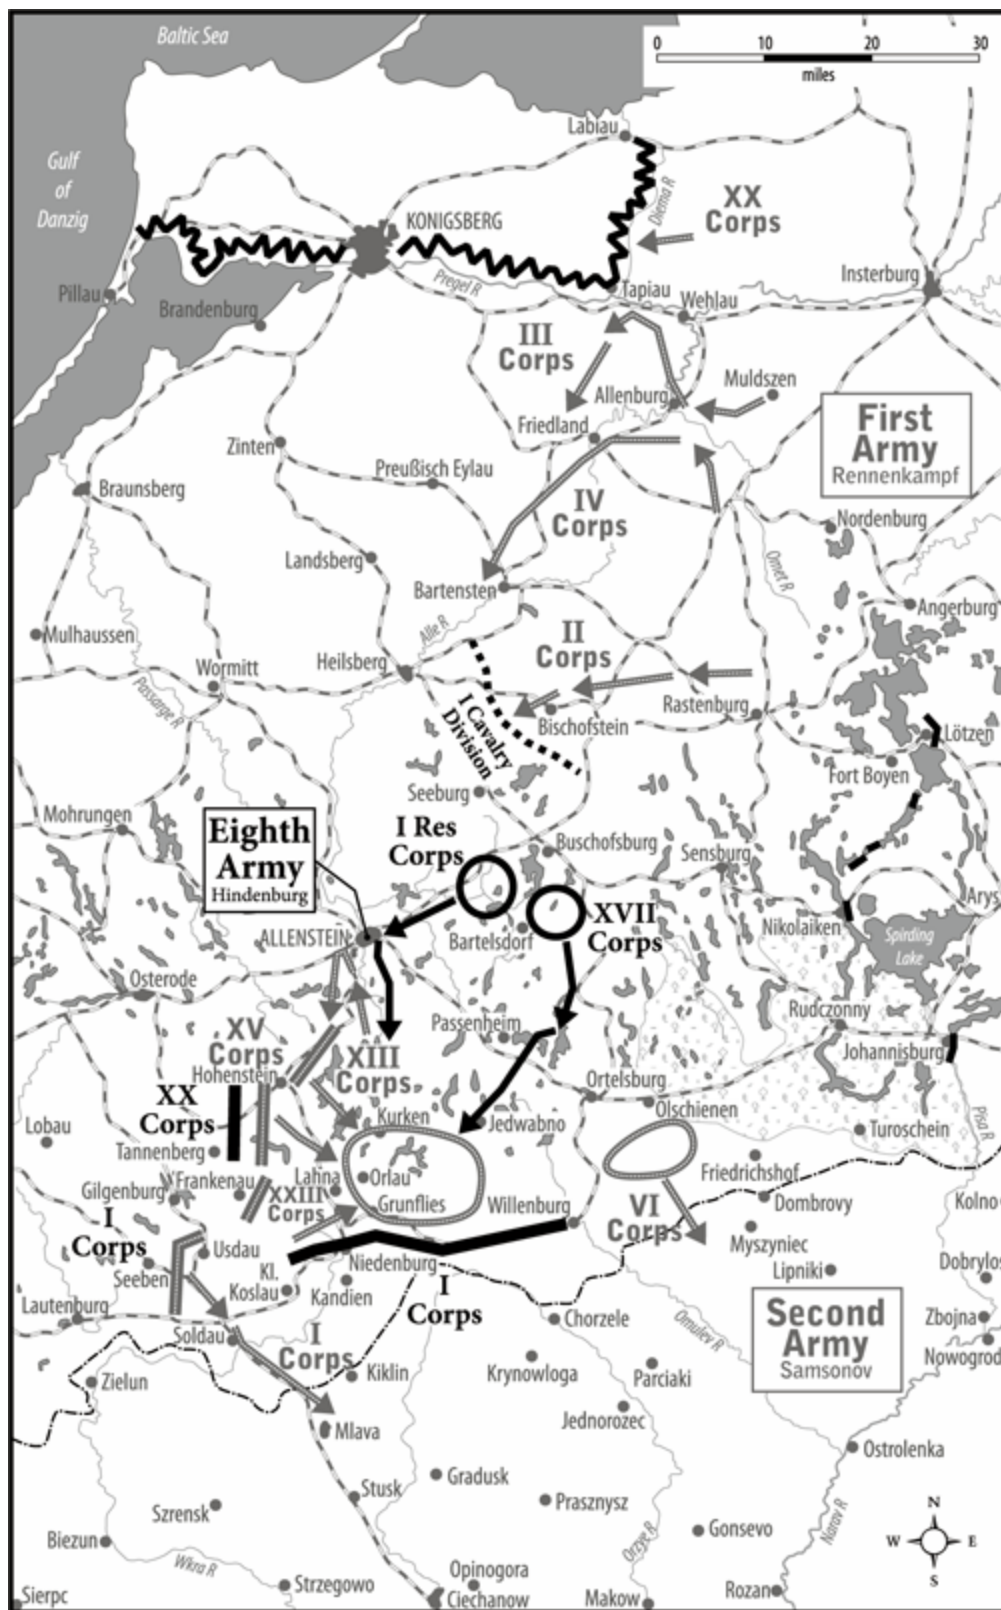 Baltic Sea
0
10
20
30
miles
Gulf
of
Danzig
Labiau
Diema R
XX
Corps
KONIGSBERG
Insterburg
Pillau
Pregel R
Tapiau
Wehlau
Brandenburg
III
Corps
Allenburg
Muldszen
First
Army
Rennenkampf
Friedland
Zinten
Preußisch Eylau
Braunsberg
IV
Corps
Nordenburg
Landsberg
Omet R
Bartensten
Angerburg
Alle R
Mulhaussen
II
Corps
Heilsberg
Wormitt
Passarge R
Rastenburg
I Cavalry
Division
Bischofstein
Lötzen
Fort Boyen
Seeburg
Mohrungen
Eighth
Army
Hindenburg
I Res
Corps
Buschofsburg
Sensburg
Arys
XVII
Corps
Nikolaiken
ALLENSTEIN
Bartelsdorf
Spirding
Lake
Osterode
Rudczonny
XV
Corps
Passenheim
XIII
Corps
Johannisburg
Hohenstein
Ortelsburg
XX
Corps
Olschienen
Kurken
Jedwabno
Pisa R
Lobau
Turoschein
Tannenberg
Lahna
Orlau
Friedrichshof
Frankenau
Gilgenburg
XXIII
Corps
Grunflies
Willenburg
Dombrovy
Kolno
I
Corps
VI
Corps
Myszyniec
Usdau
Niedenburg
Seeben
Kl.
Koslau
Kandien
I
Corps
Lipniki
Dobrylos
Lautenburg
Second
Army
Samsonov
Chorzele
Omulev R
Zbojna
Soldau
I
Corps
Nowogrod
Kiklin
Krynowloga
Parciaki
Zielun
Jednorozec
Mlava
Ostrolenka
Gradusk
Stusk
Prasznysz
Szrensk
Narav R
N
Gonsevo
W
E
Biezun
Orzyc R
Wkra R
S
Opinogora
Strzegowo
Rozan
Sierpc
Ciechanow
Makow